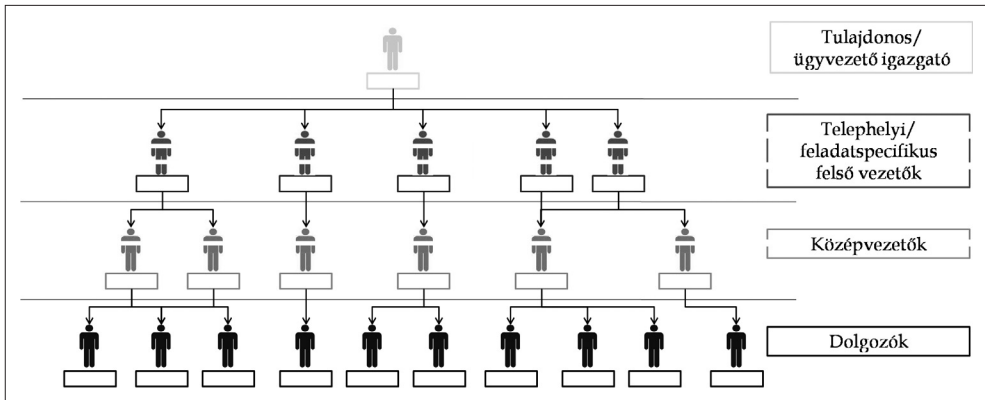 Tulajdonos/
ügyvezető igazgató
Telephelyi/
feladatspecifikus
felső vezetők
Középvezetők
Dolgozók